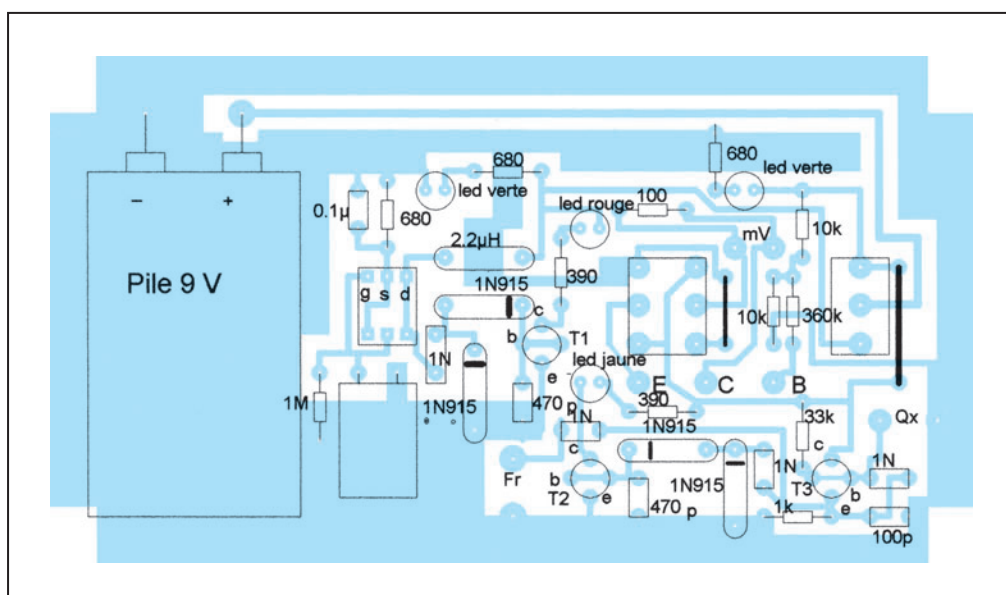 680
680
led verte
led verte
led rouge
100
0.1µ
680
mV
10k
2.2µH
− +
Pile 9 V
g s d
1N915
390
c
b
T1
10k
360k
1N
led jaune
e
E
C
B
1M
1N915
470 p
390
1N
1N915
33k
Qx
c
c
Fr
b
T2
e
1N915
1N
T3
b
1N
470 p
1k
e
100p